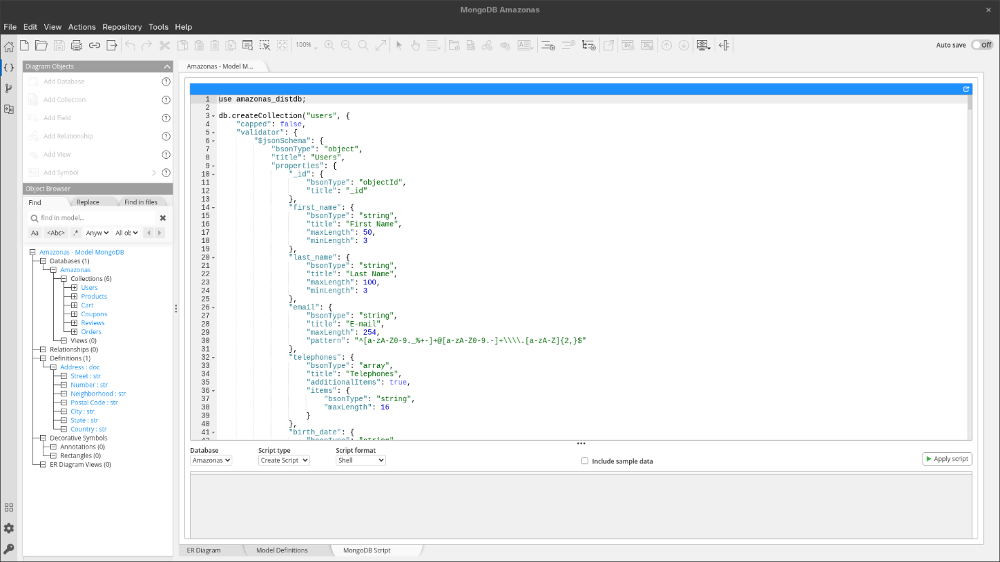 MongoDB Amazonas
File Edit View Actions Repository Tools Help
100%
Auto save Off
Diagram Objects
Add Database ?
Add Collection ?
Add Field ?
Add Relationship ?
Add View ?
Add Symbol ?
Object Browser
Find Replace Find in files
find in model...
Aa <Abc> .* Anyw All ob
Amazonas - Model MongoDB
Databases (1)
Amazonas
Collections (6)
Users
Products
Cart
Coupons
Reviews
Orders
Views (0)
Relationships (0)
Definitions (1)
Address : doc
Street : str
Number : str
Neighborhood : str
Postal Code : str
City : str
State : str
Country : str
Decorative Symbols
Annotations (0)
Rectangles (0)
ER Diagram Views (0)
Amazonas - Model M...
1 use amazonas_distdb;
2
3 db.createCollection("users", {
4 "capped": false,
5 "validator": {
6 "$jsonSchema": {
7 "bsonType": "object",
8 "title": "Users",
9 "properties": {
10 "_id": {
11 "bsonType": "objectId",
12 "title": "_id"
13 },
14 "first_name": {
15 "bsonType": "string",
16 "title": "First Name",
17 "maxLength": 50,
18 "minLength": 3
19 },
20 "last_name": {
21 "bsonType": "string",
22 "title": "Last Name",
23 "maxLength": 100,
24 "minLength": 3
25 },
26 "email": {
27 "bsonType": "string",
28 "title": "E-mail",
29 "maxLength": 254,
30 "pattern": "^[a-zA-Z0-9._%+-]+@[a-zA-Z0-9.-]+\\\\.[a-zA-Z]{2,}$"
31 },
32 "telephones": {
33 "bsonType": "array",
34 "title": "Telephones",
35 "additionalItems": true,
36 "items": {
37 "bsonType": "string",
38 "maxLength": 16
39 }
40 },
41 "birth_date": {
Database Script type Script format
Amazonas Create Script Shell
Include sample data
Apply script
ER Diagram Model Definitions MongoDB Script